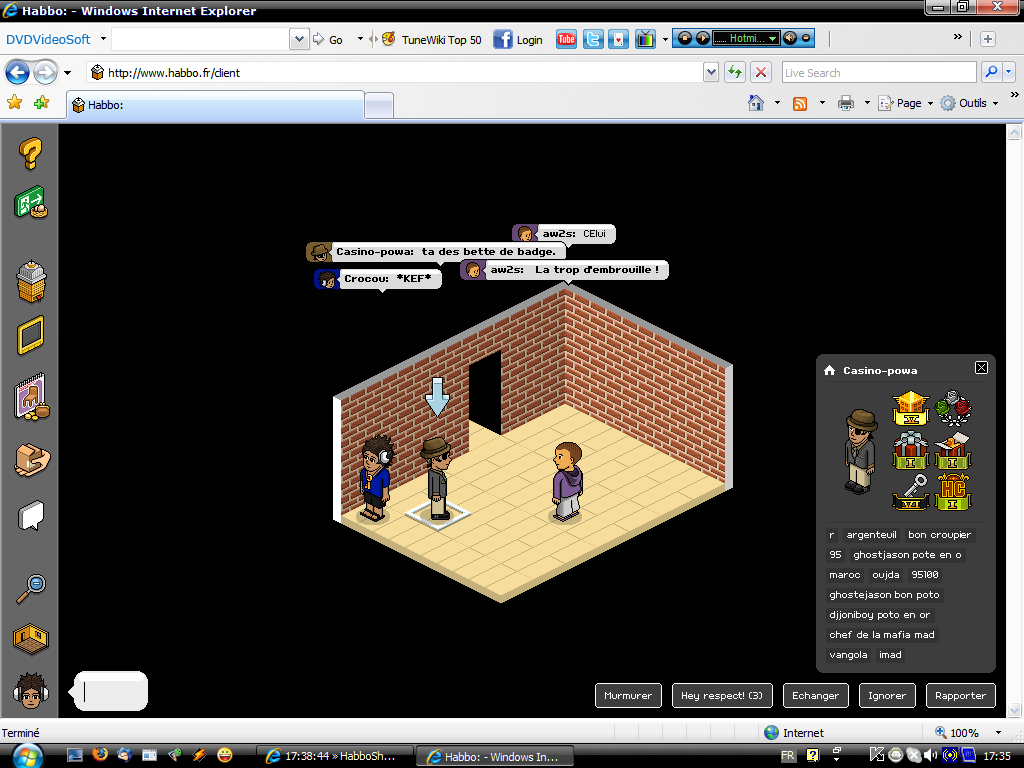 Habbo: - Windows Internet Explorer
DVDVideoSoft Go TuneWiki Top 50 Login You Tube ..... Hotmi... »
http://www.habbo.fr/client Live Search
Habbo: Page Outils »
aw2s: CElui
Casino-powa: ta des bette de badge.
aw2s: La trop d'embrouille !
Crocou: *KEF*
Casino-powa
V
I I
VI HC I
r argenteuil bon croupier
95 ghostjason pote en o
maroc oujda 95100
ghostejason bon poto
djjoniboy poto en or
chef de la mafia mad
vangola imad
Murmurer Hey respect! (3) Echanger Ignorer Rapporter
Terminé Internet 100%
17:38:44 » HabboSh... Habbo: - Windows In... FR 17:35